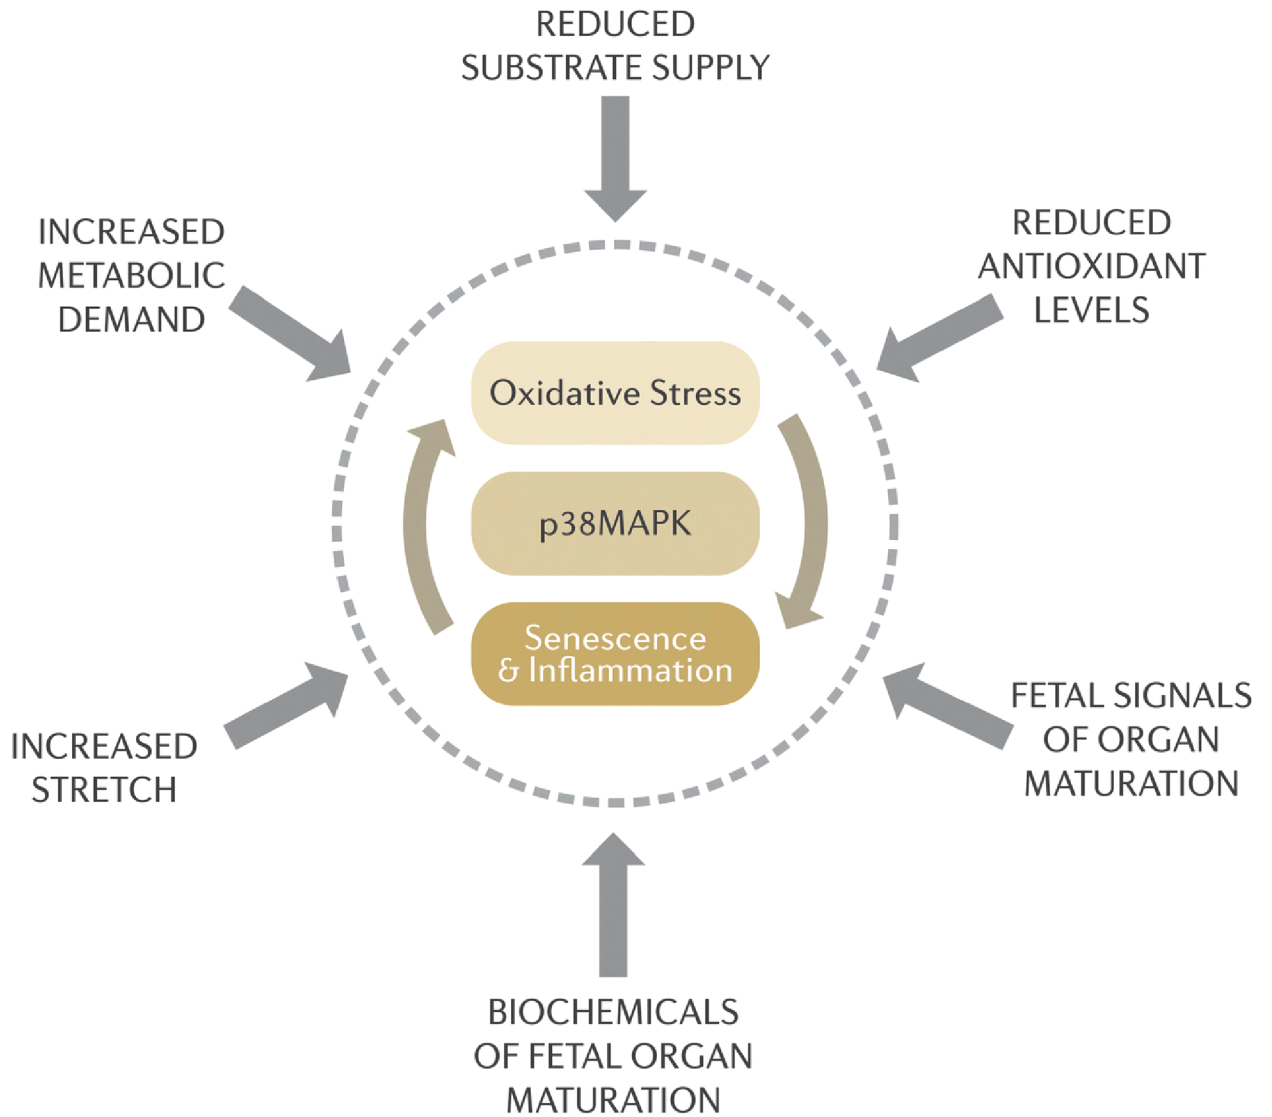 REDUCED
SUBSTRATE SUPPLY
INCREASED
METABOLIC
DEMAND
REDUCED
ANTIOXIDANT
LEVELS
Oxidative Stress
p38MAPK
Senescence
& Inflammation
INCREASED
STRETCH
FETAL SIGNALS
OF ORGAN
MATURATION
BIOCHEMICALS
OF FETAL ORGAN
MATURATION